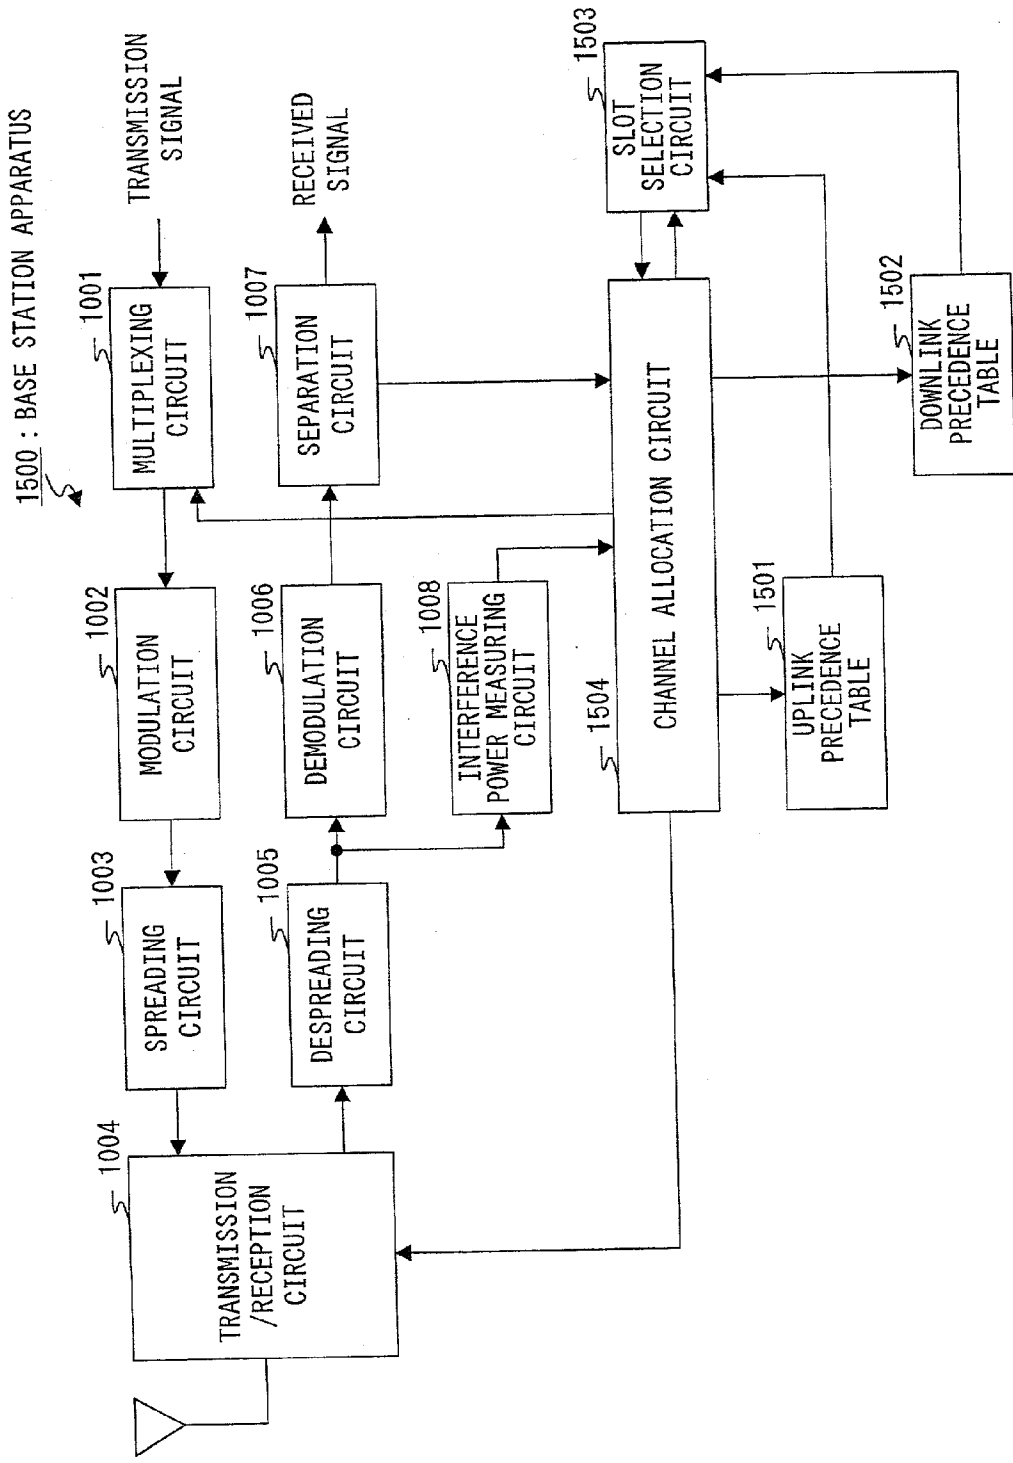 1500 : BASE STATION APPARATUS
TRANSMISSION
SIGNAL
1001
MULTIPLEXING
CIRCUIT
1002
MODULATION
CIRCUIT
1003
SPREADING
CIRCUIT
1004
TRANSMISSION
/RECEPTION
CIRCUIT
RECEIVED
SIGNAL
1007
SEPARATION
CIRCUIT
1006
DEMODULATION
CIRCUIT
1005
DESPREADING
CIRCUIT
1008
INTERFERENCE
POWER MEASURING
CIRCUIT
1503
SLOT
SELECTION
CIRCUIT
1504
CHANNEL ALLOCATION CIRCUIT
1501
UPLINK
PRECEDENCE
TABLE
1502
DOWNLINK
PRECEDENCE
TABLE